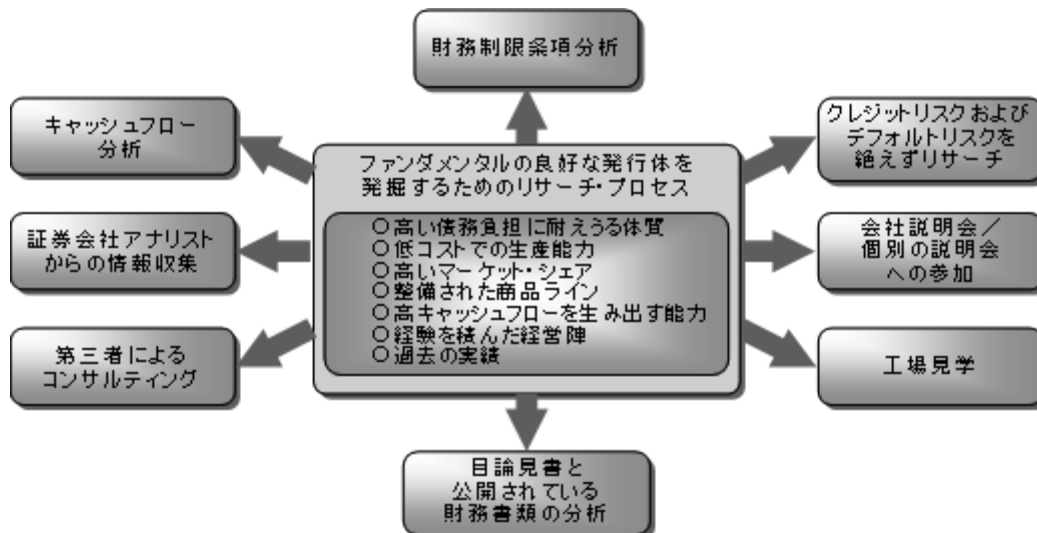 財務制限条項分析
キャッシュフロー
分析
クレジットリスクおよび
デフォルトリスクを
絶えずリサーチ
ファンダメンタルの良好な発行体を
発掘するためのリサーチ・プロセス
○高い債務負担に耐えうる体質
○低コストでの生産能力
○高いマーケット・シェア
○整備された商品ライン
○高キャッシュフローを生み出す能力
○経験を積んだ経営陣
○過去の実績
証券会社アナリスト
からの情報収集
会社説明会／
個別の説明会
への参加
第三者による
コンサルティング
工場見学
目論見書と
公開されている
財務書類の分析